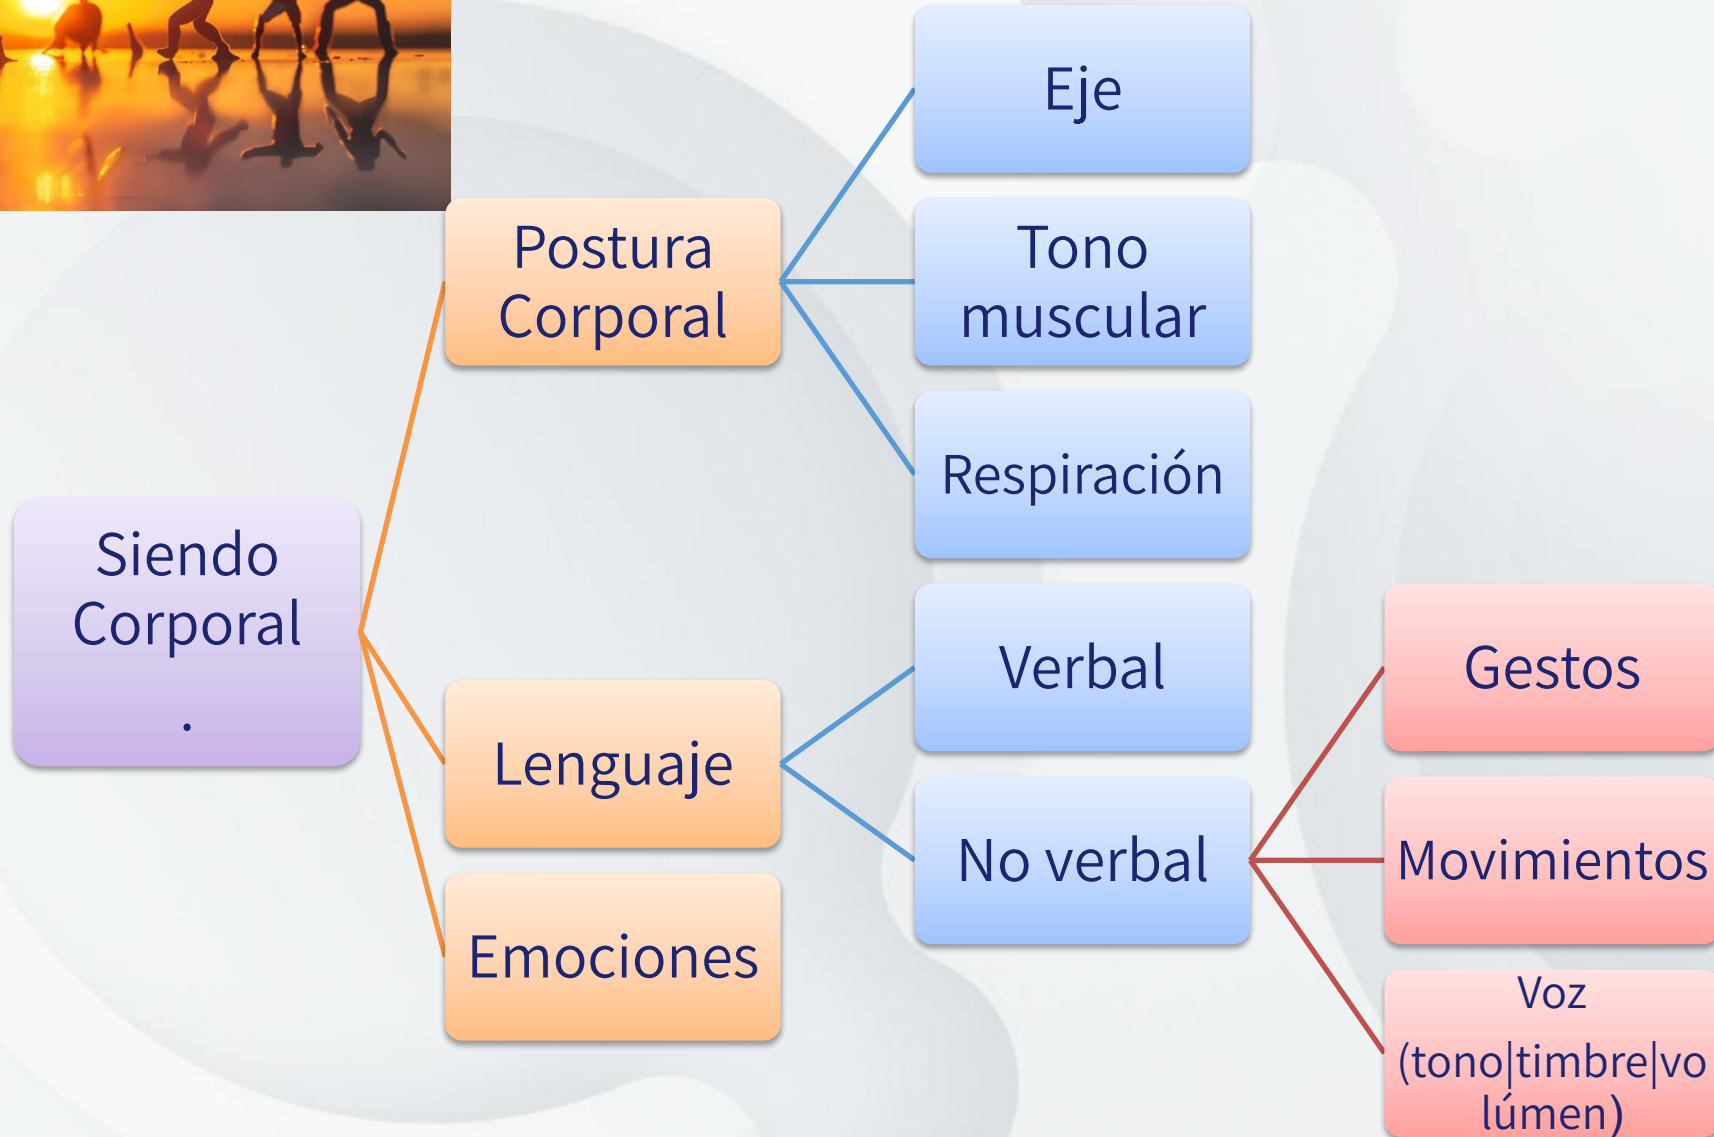 Siendo
Corporal
.
Postura
Corporal
Eje
Tono
muscular
Respiración
Lenguaje
Verbal
No verbal
Gestos
Movimientos
Voz
(tono|timbre|vo
lúmen)
Emociones